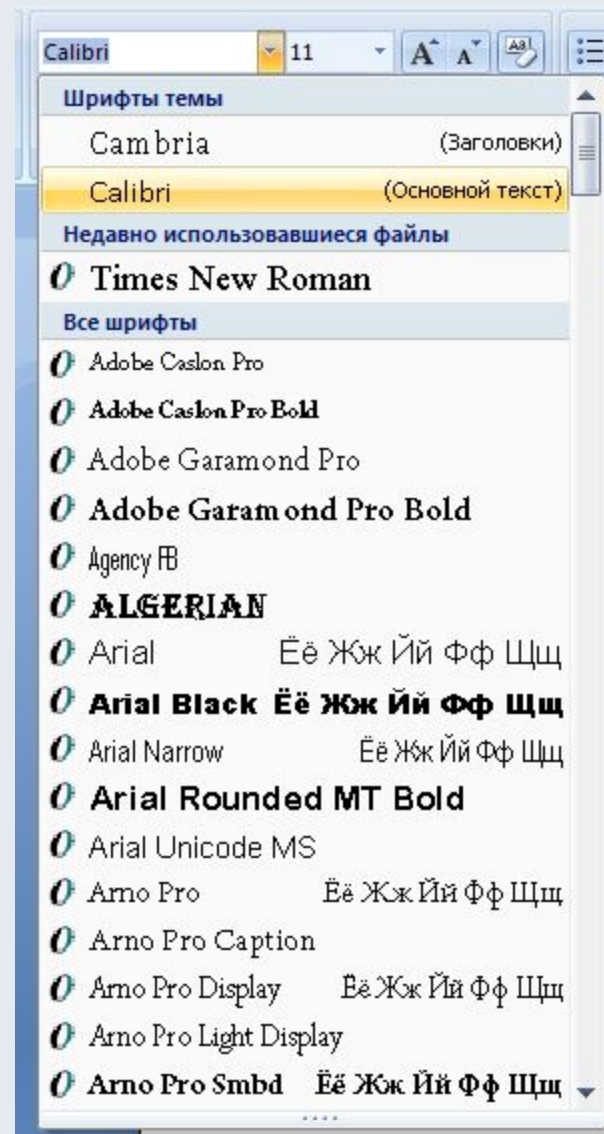 Calibri 11 A A Aa
Шрифты темы
Cambria (Заголовки)
Calibri (Основной текст)
Недавно использовавшиеся файлы
O Times New Roman
Все шрифты
O Adobe Caslon Pro
O Adobe Caslon Pro Bold
O Adobe Garamond Pro
O Adobe Garamond Pro Bold
O Agency FB
O ALGERIAN
O Arial Ёё Жж Йй Фф Щщ
O Arial Black Ёё Жж Йй Фф Щщ
O Arial Narrow Ёё Жж Йй Фф Щщ
O Arial Rounded MT Bold
O Arial Unicode MS
O Arno Pro Ёё Жж Йй Фф Щщ
O Arno Pro Caption
O Arno Pro Display Ёё Жж Йй Фф Щщ
O Arno Pro Light Display
O Arno Pro Smbd Ёё Жж Йй Фф Щщ